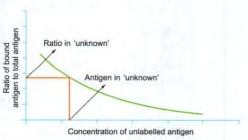 Ratio of bound
antigen to total antigen
Ratio in 'unknown'
Antigen in 'unknown'
Concentration of unlabelled antigen